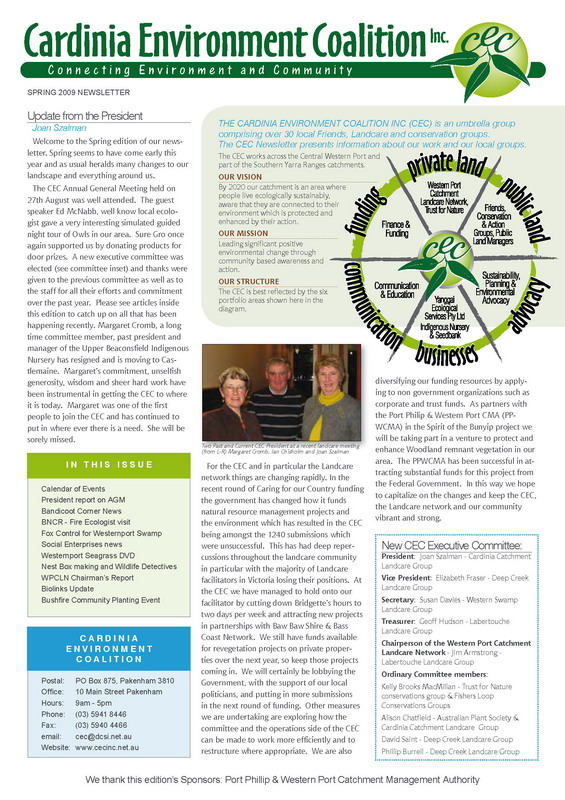 Cardinia Environment Coalition Inc.
cec
Connecting Environment and Community
SPRING 2009 NEWSLETTER
Update from the President
Joan Szalman
Welcome to the Spring edition of our news-
letter. Spring seems to have come early this
year and as usual heralds many changes to our
landscape and everything around us.
The CEC Annual General Meeting held on
27th August was well attended. The guest
speaker Ed McNabb, well know local ecolo-
gist gave a very interesting simulated guided
night tour of Owls in our area. Sure Gro once
again supported us by donating products for
door prizes. A new executive committee was
elected (see committee inset) and thanks were
given to the previous committee as well as to
the staff for all their efforts and commitment
over the past year. Please see articles inside
this edition to catch up on all that has been
happening recently. Margaret Cromb, a long
time committee member, past president and
manager of the Upper Beaconsfield Indigenous
Nursery has resigned and is moving to Cas-
tlemaine. Margaret's commitment, unselfish
generosity, wisdom and sheer hard work have
been instrumental in getting the CEC to where
it is today. Margaret was one of the first
people to join the CEC and has continued to
put in where ever there is a need. She will be
sorely missed.
IN THIS ISSUE
Calendar of Events
President report on AGM
Bandicoot Corner News
BNCR - Fire Ecologist visit
Fox Control for Westernport Swamp
Social Enterprises news
Westernport Seagrass DVD
Nest Box making and Wildlife Detectives
WPCLN Chairman's Report
Biolinks Update
Bushfire Community Planting Event
CARDINIA
ENVIRONMENT
COALITION
Postal: PO Box 875, Pakenham 3810
Office: 10 Main Street Pakenham
Hours: 9am - 5pm
Phone: (03) 5941 8446
Fax: (03) 5940 4466
email: cec@dcsi.net.au
Website: www.cecinc.net.au
THE CARDINIA ENVIRONMENT COALITION INC (CEC) is an umbrella group
comprising over 30 local Friends, Landcare and conservation groups.
The CEC Newsletter presents information about our work and our local groups.
The CEC works across the Central Western Port and
part of the Southern Yarra Ranges catchments.
OUR VISION
By 2020 our catchment is an area where
people live ecologically sustainably,
aware that they are connected to their
environment which is protected and
enhanced by their action.
OUR MISSION
Leading significant positive
environmental change through
community based awareness and
action.
OUR STRUCTURE
The CEC is best reflected by the six
portfolio areas shown here in the
diagram.
private land
public land
advocacy
businesses
communication
funding
Western Port
Catchment
Landcare Network,
Trust for Nature
Friends,
Conservation
& Action
Groups, Public
Land Managers
Sustainability,
Planning &
Environmental
Advocacy
Yanggai
Ecological
Services Pty Ltd
Indigenous Nursery
& Seedbank
Communication
& Education
Finance &
Funding
cec
Two Past and Current CEC President at a recent landcare meeting
(from L-R) Margaret Cromb, Ian Chisholm and Joan Szalman
For the CEC and in particular the Landcare
network things are changing rapidly. In the
recent round of Caring for our Country funding
the government has changed how it funds
natural resource management projects and
the environment which has resulted in the CEC
being amongst the 1240 submissions which
were unsuccessful. This has had deep reper-
cussions throughout the landcare community
in particular with the majority of Landcare
facilitators in Victoria losing their positions. At
the CEC we have managed to hold onto our
facilitator by cutting down Bridgette's hours to
two days per week and attracting new projects
in partnerships with Baw Baw Shire & Bass
Coast Network. We still have funds available
for revegetation projects on private proper-
ties over the next year, so keep those projects
coming in. We will certainly be lobbying the
Government, with the support of our local
politicians, and putting in more submissions
in the next round of funding. Other measures
we are undertaking are exploring how the
committee and the operations side of the CEC
can be made to work more efficiently and to
restructure where appropriate. We are also
diversifying our funding resources by apply-
ing to non government organizations such as
corporate and trust funds. As partners with
the Port Philip & Western Port CMA (PP-
WCMA) in the Spirit of the Bunyip project we
will be taking part in a venture to protect and
enhance Woodland remnant vegetation in our
area. The PPWCMA has been successful in at-
tracting substantial funds for this project from
the Federal Government. In this way we hope
to capitalize on the changes and keep the CEC,
the Landcare network and our community
vibrant and strong.
New CEC Executive Committee:
President: Joan Szalman - Cardinia Catchment
Landcare Group
Vice President: Elizabeth Fraser - Deep Creek
Landcare Group
Secretary: Susan Davies - Western Swamp
Landcare Group
Treasurer: Geoff Hudson - Labertouche
Landcare Group
Chairperson of the Western Port Catchment
Landcare Network - Jim Armstrong -
Labertouche Landcare Group
Ordinary Committee members:
Kelly Brooks MacMillan - Trust for Nature
conservations group & Fishers Loop
Conservations Groups
Alison Chatfield - Australian Plant Society &
Cardinia Catchment Landcare Group
David Saint - Deep Creek Landcare Group
Phillip Burrell - Deep Creek Landcare Group
We thank this edition's Sponsors: Port Phillip & Western Port Catchment Management Authority